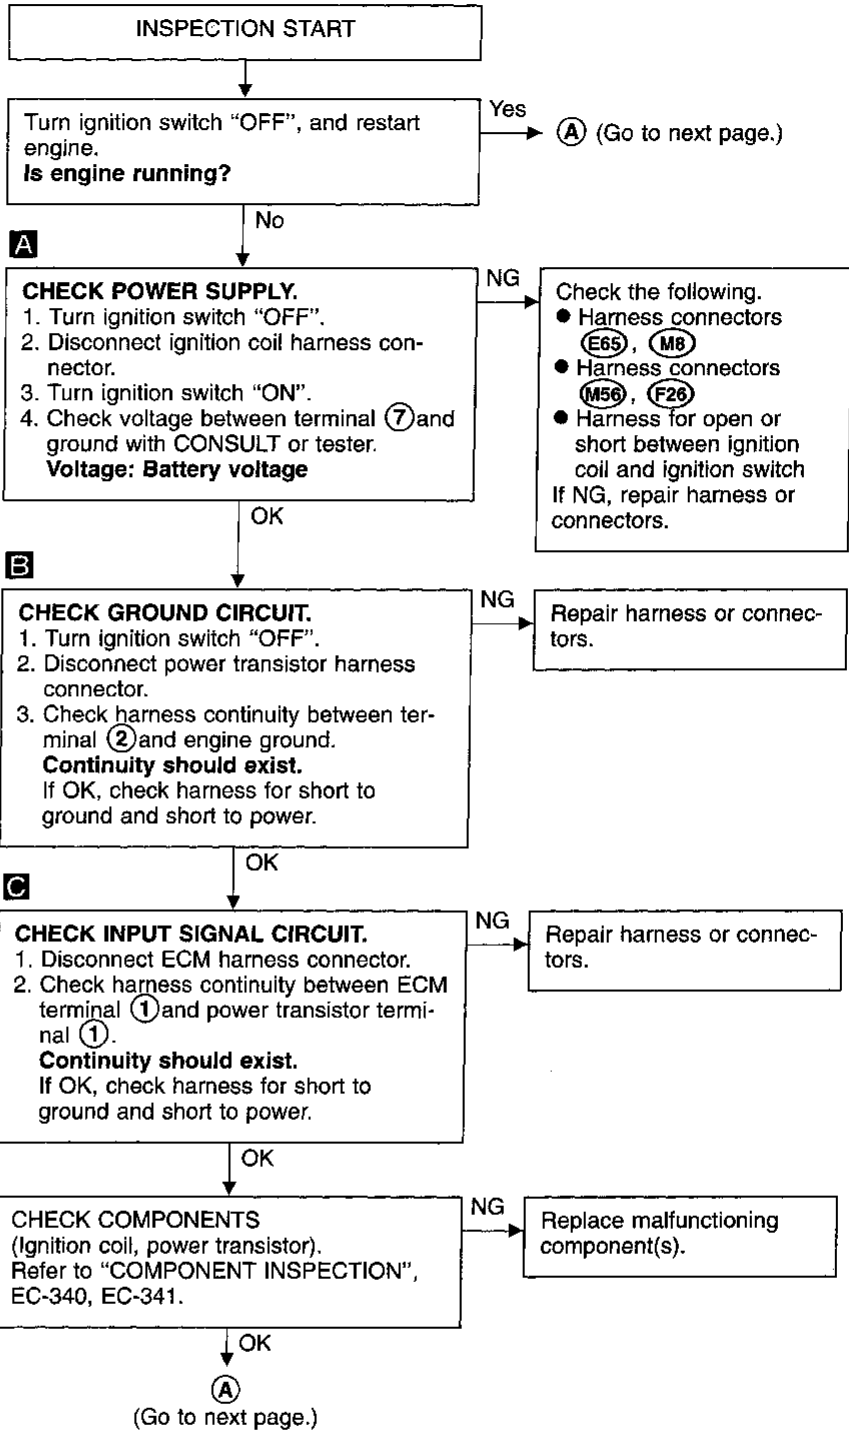 INSPECTION START
Turn ignition switch “OFF”, and restart
engine.
Is engine running?
Yes
A (Go to next page.)
No
A
CHECK POWER SUPPLY.
1. Turn ignition switch “OFF”.
2. Disconnect ignition coil harness con-
nector.
3. Turn ignition switch “ON”.
4. Check voltage between terminal 7 and
ground with CONSULT or tester.
Voltage: Battery voltage
NG
Check the following.
● Harness connectors
E65, M8
● Harness connectors
M56, F26
● Harness for open or
short between ignition
coil and ignition switch
If NG, repair harness or
connectors.
OK
B
CHECK GROUND CIRCUIT.
1. Turn ignition switch “OFF”.
2. Disconnect power transistor harness
connector.
3. Check harness continuity between ter-
minal 2 and engine ground.
Continuity should exist.
If OK, check harness for short to
ground and short to power.
NG
Repair harness or connec-
tors.
OK
C
CHECK INPUT SIGNAL CIRCUIT.
1. Disconnect ECM harness connector.
2. Check harness continuity between ECM
terminal 1 and power transistor termi-
nal 1.
Continuity should exist.
If OK, check harness for short to
ground and short to power.
NG
Repair harness or connec-
tors.
OK
CHECK COMPONENTS
(Ignition coil, power transistor).
Refer to “COMPONENT INSPECTION”,
EC-340, EC-341.
NG
Replace malfunctioning
component(s).
OK
A
(Go to next page.)